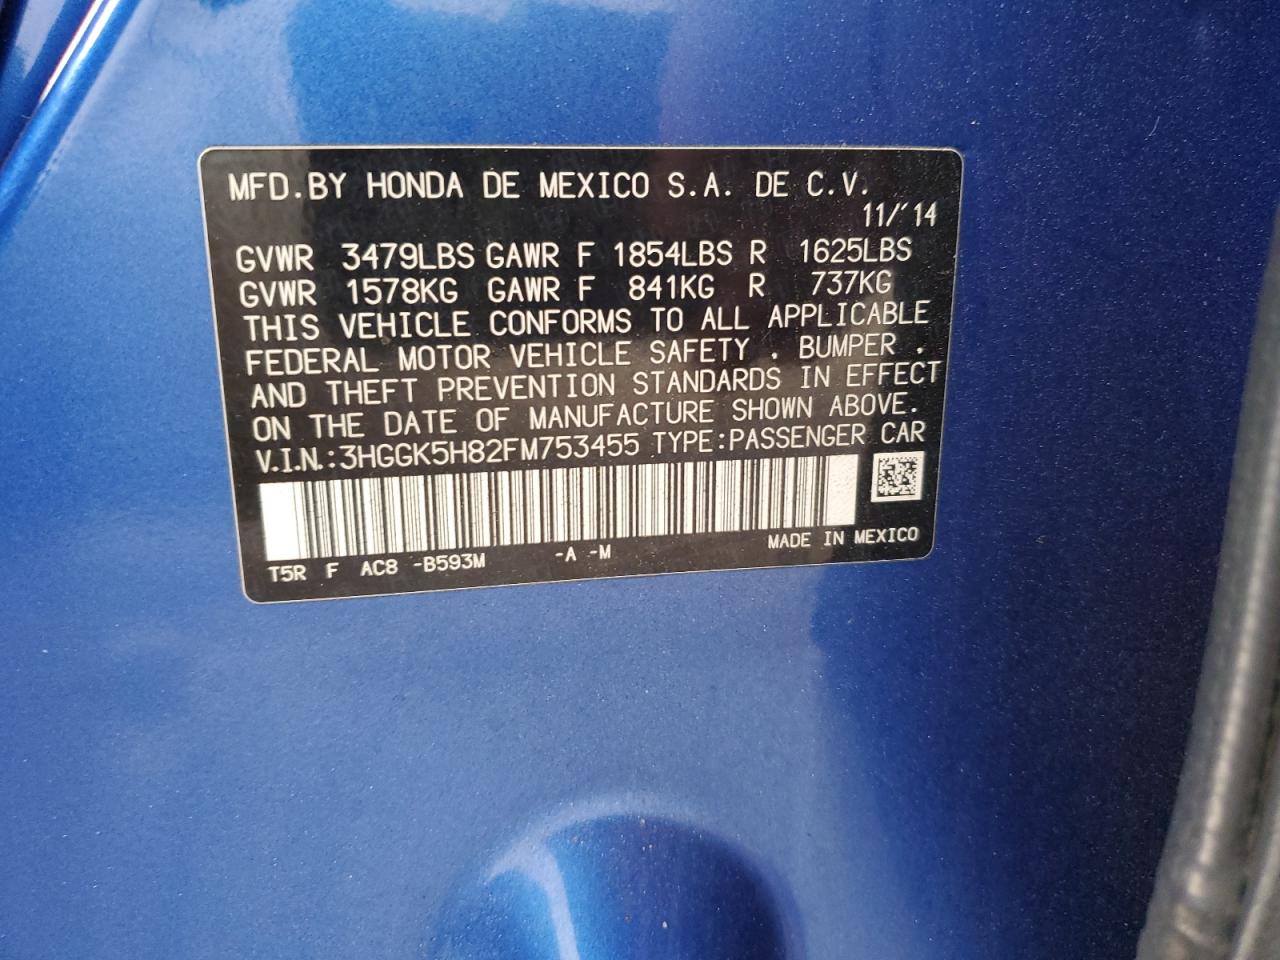 MFD.BY HONDA DE MEXICO S.A. DE C.V.
11/'14
GVWR 3479LBS GAWR F 1854LBS R 1625LBS
GVWR 1578KG GAWR F 841KG R 737KG
THIS VEHICLE CONFORMS TO ALL APPLICABLE
FEDERAL MOTOR VEHICLE SAFETY , BUMPER ,
AND THEFT PREVENTION STANDARDS IN EFFECT
ON THE DATE OF MANUFACTURE SHOWN ABOVE.
V.I.N.:3HGGK5H82FM753455 TYPE:PASSENGER CAR
MADE IN MEXICO
T5R F AC8 -B593M -A -M